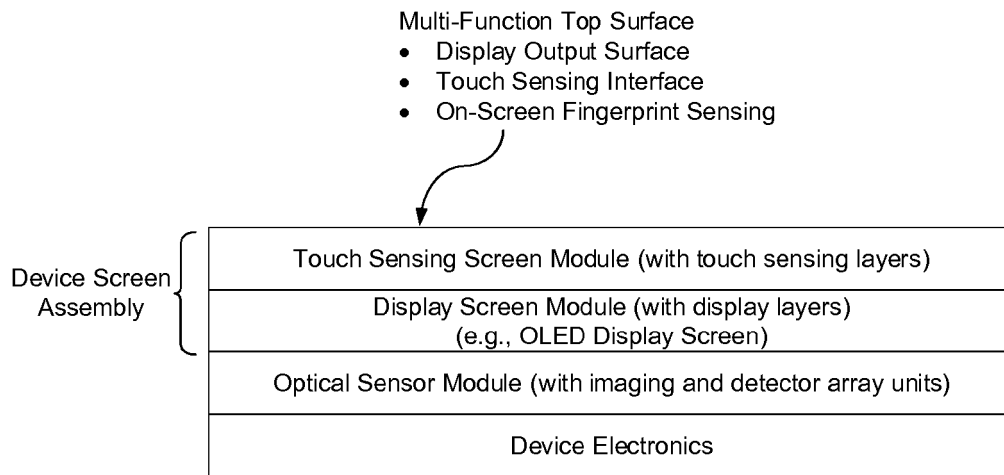 Multi-Function Top Surface
• Display Output Surface
• Touch Sensing Interface
• On-Screen Fingerprint Sensing
Device Screen
Assembly
Touch Sensing Screen Module (with touch sensing layers)
Display Screen Module (with display layers)
(e.g., OLED Display Screen)
Optical Sensor Module (with imaging and detector array units)
Device Electronics